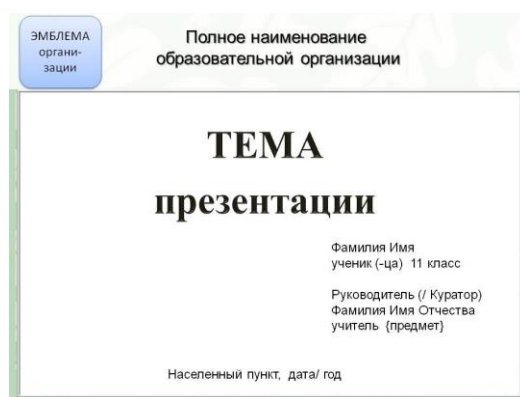 ЭМБЛЕМА
органи-
зации
Полное наименование
образовательной организации
ТЕМА
презентации
Фамилия Имя
ученик (-ца) 11 класс
Руководитель (/ Куратор)
Фамилия Имя Отчества
учитель {предмет}
Населенный пункт, дата/ год